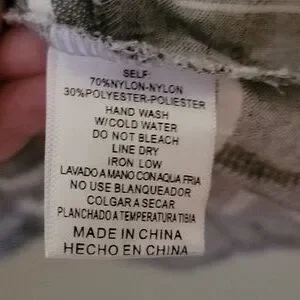 SELF:
70%NYLON-NYLON
30%POLYESTER-POLIESTER
HAND WASH
W/COLD WATER
DO NOT BLEACH
LINE DRY
IRON LOW
LAVADO A MANO CON AQUA FRIA
NO USE BLANQUEADOR
COLGAR A SECAR
PLANCHADO A TEMPERATURA TIBIA
MADE IN CHINA
HECHO EN CHINA